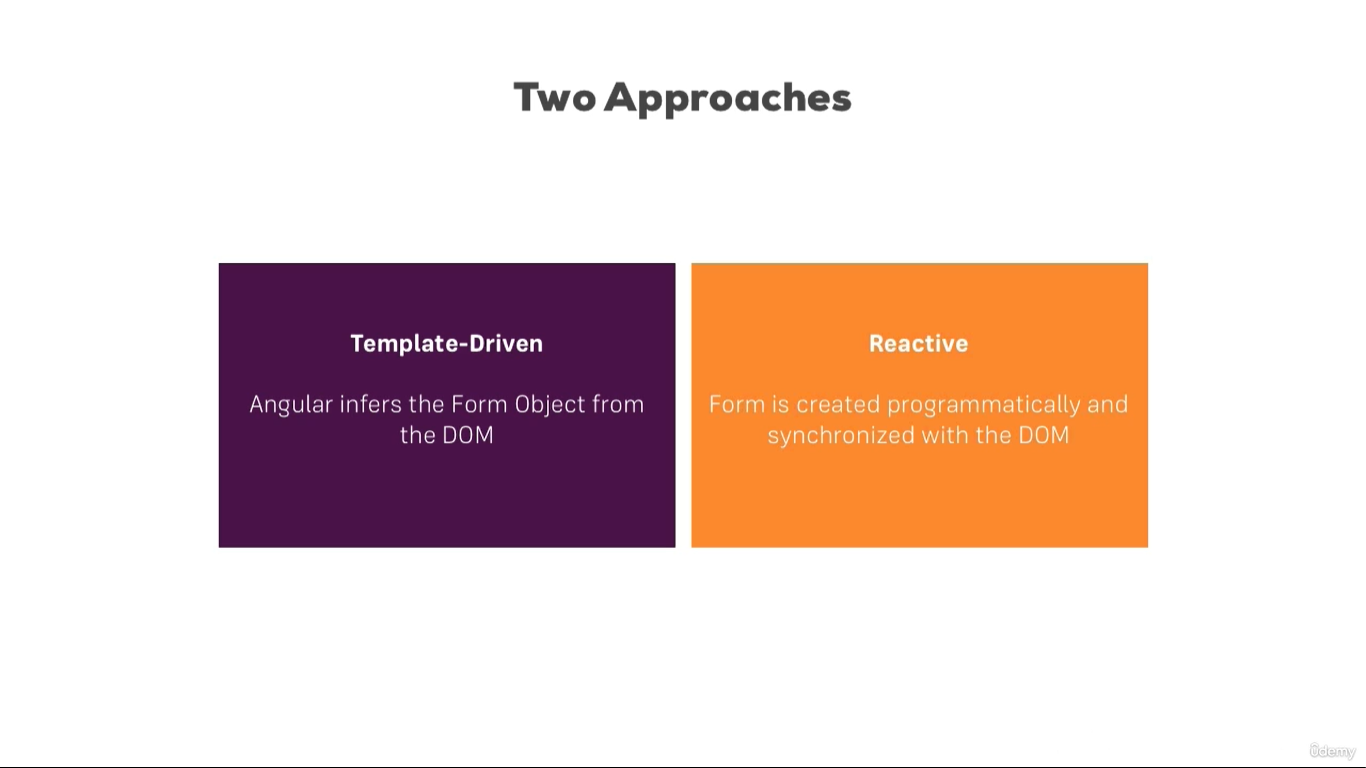 Two Approaches
Template-Driven
Angular infers the Form Object from
the DOM
Reactive
Form is created programmatically and
synchronized with the DOM
ûdemy